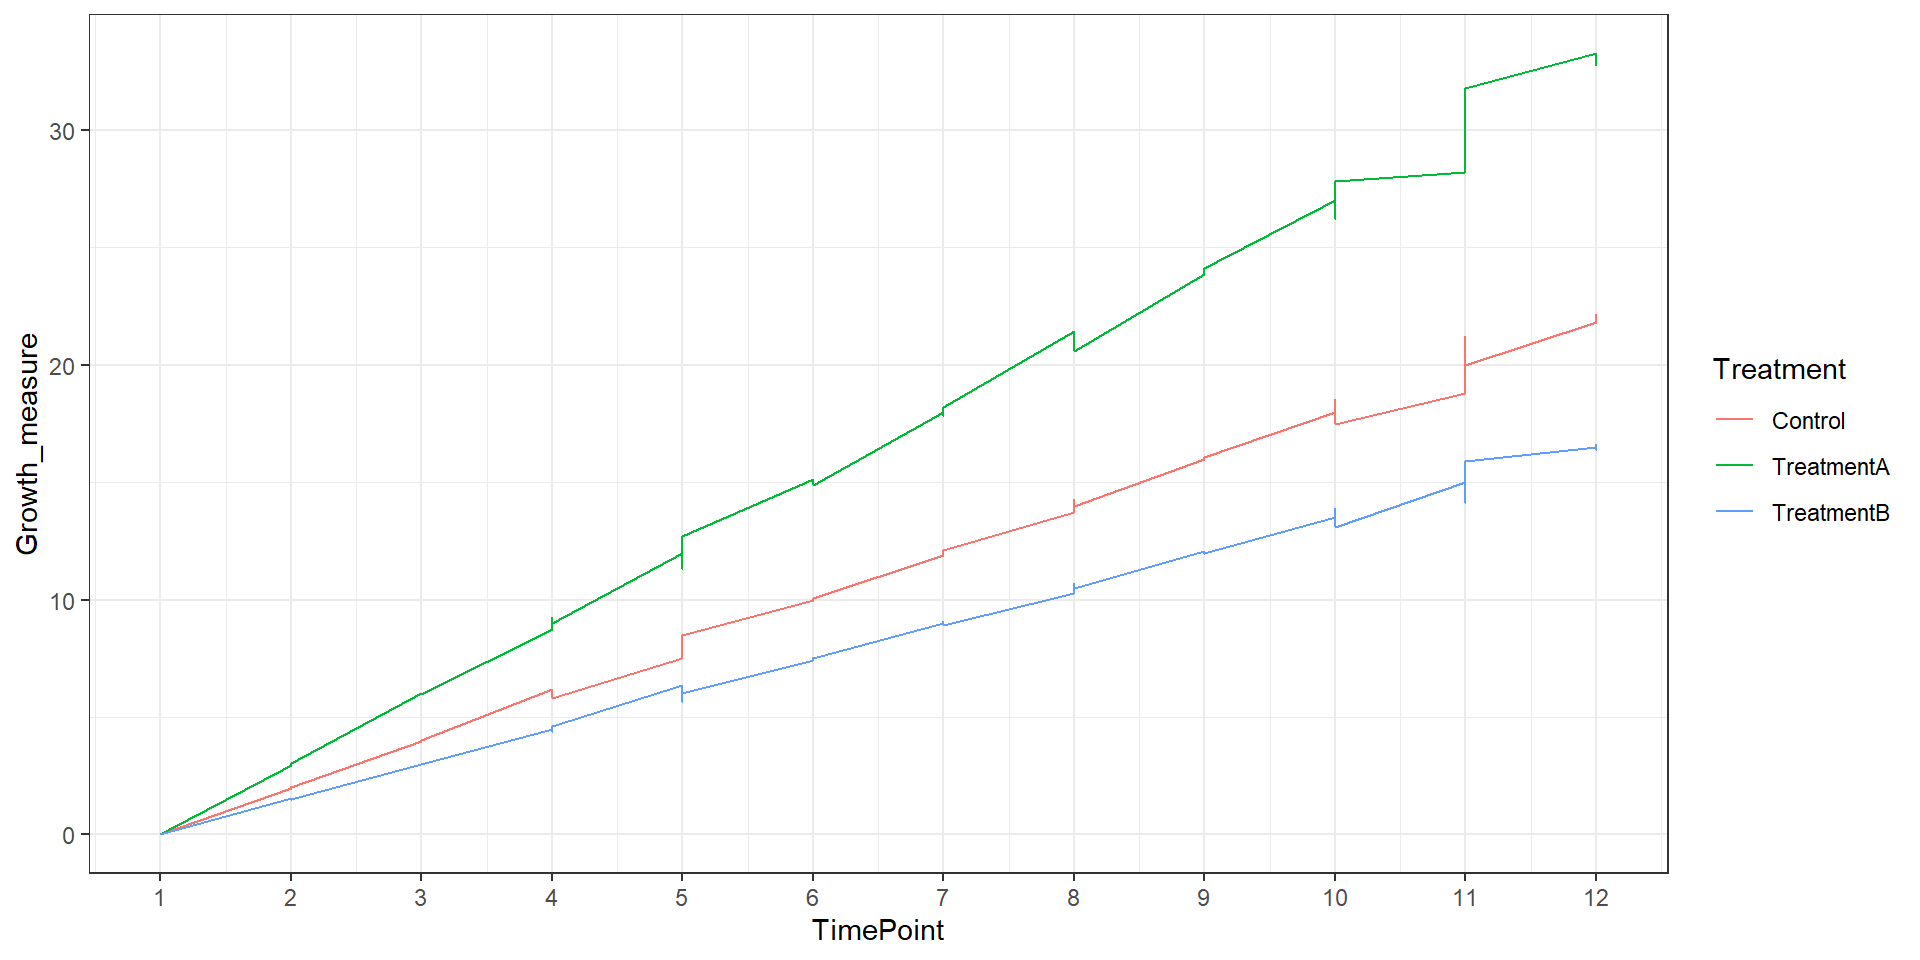 30
20
10
0
Growth_measure
1 2 3 4 5 6 7 8 9 10 11 12
TimePoint
Treatment
Control
TreatmentA
TreatmentB